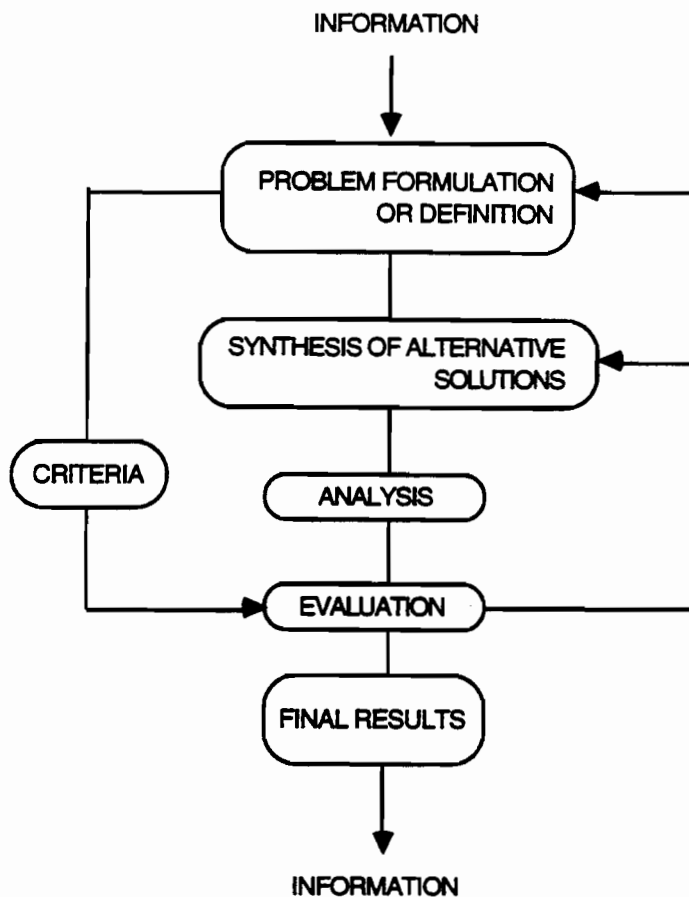 INFORMATION
PROBLEM FORMULATION
OR DEFINITION
SYNTHESIS OF ALTERNATIVE
SOLUTIONS
CRITERIA
ANALYSIS
EVALUATION
FINAL RESULTS
INFORMATION